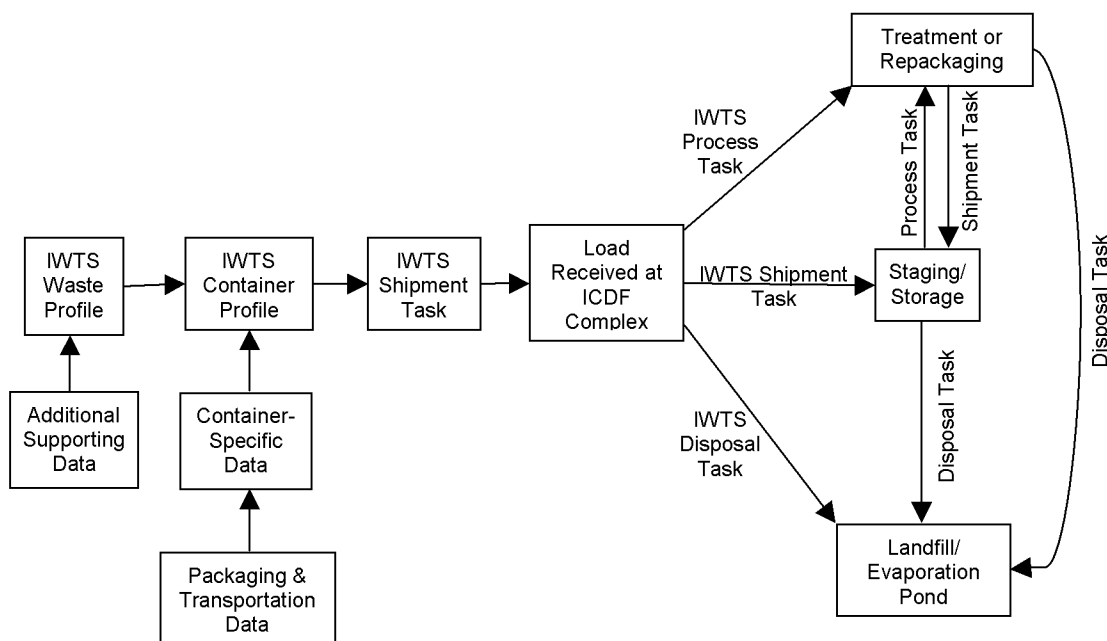 Treatment or
Repackaging
IWTS
Process
Task
Process Task
Shipment Task
Disposal Task
IWTS
Waste
Profile
IWTS
Container
Profile
IWTS
Shipment
Task
Load
Received at
ICDF
Complex
IWTS Shipment
Task
Staging/
Storage
Additional
Supporting
Data
Container-
Specific
Data
IWTS
Disposal
Task
Disposal Task
Packaging &
Transportation
Data
Landfill/
Evaporation
Pond